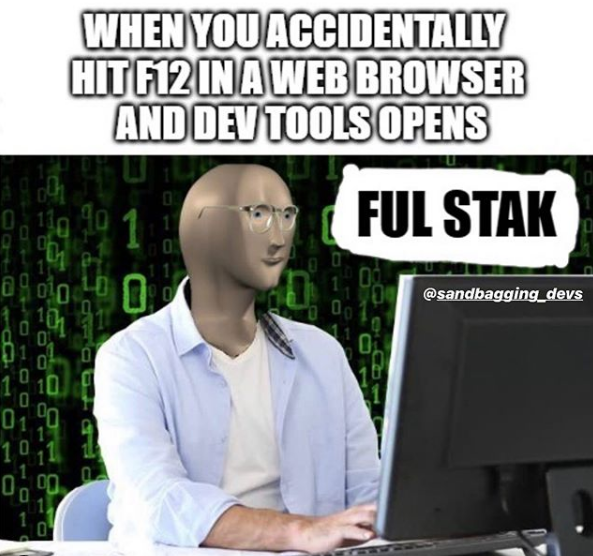 WHEN YOU ACCIDENTALLY
HIT F12 IN A WEB BROWSER
AND DEV TOOLS OPENS
FUL STAK
@sandbagging_devs